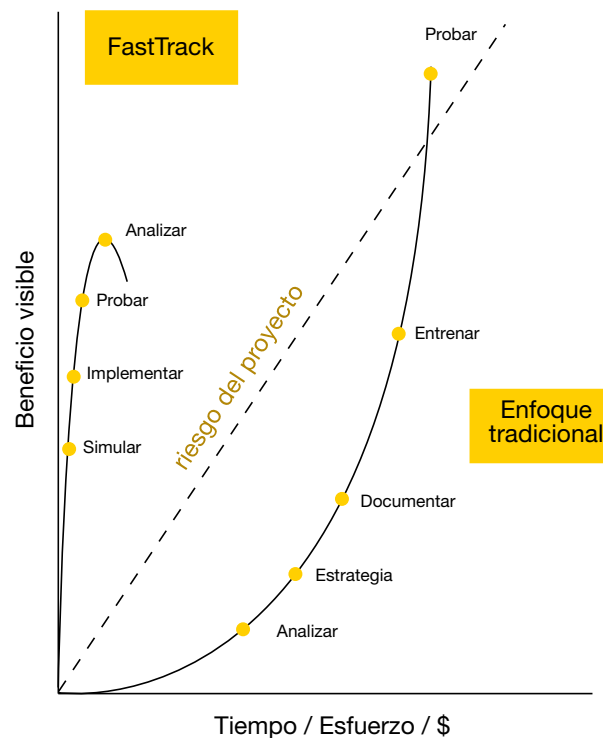 FastTrack
Probar
Analizar
Probar
Implementar
Simular
Beneficio visible
riesgo del proyecto
Entrenar
Enfoque
tradicional
Documentar
Estrategia
Analizar
Tiempo / Esfuerzo / $